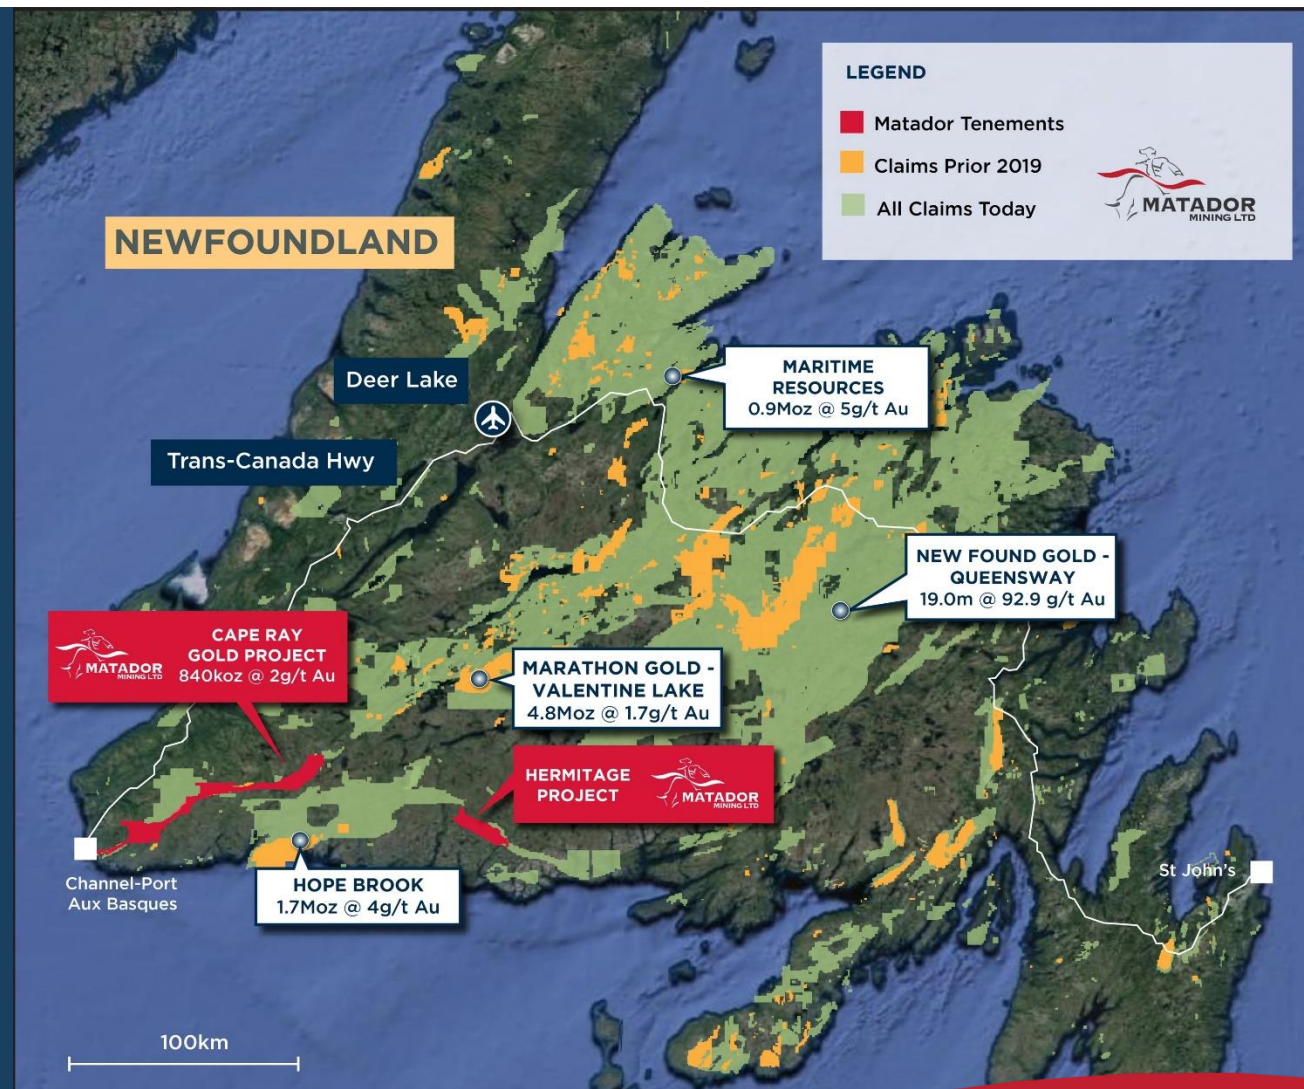 LEGEND
Matador Tenements
Claims Prior 2019
All Claims Today
MATADOR
MINING LTD
NEWFOUNDLAND
Deer Lake
Trans-Canada Hwy
MARITIME
RESOURCES
0.9Moz @ 5g/t Au
NEW FOUND GOLD -
QUEENSWAY
19.0m @ 92.9 g/t Au
MATADOR
MINING LTD
CAPE RAY
GOLD PROJECT
840koz @ 2g/t Au
MARATHON GOLD -
VALENTINE LAKE
4.8Moz @ 1.7g/t Au
HERMITAGE
PROJECT
MATADOR
MINING LTD
HOPE BROOK
1.7Moz @ 4g/t Au
Channel-Port
Aux Basques
St John's
100km